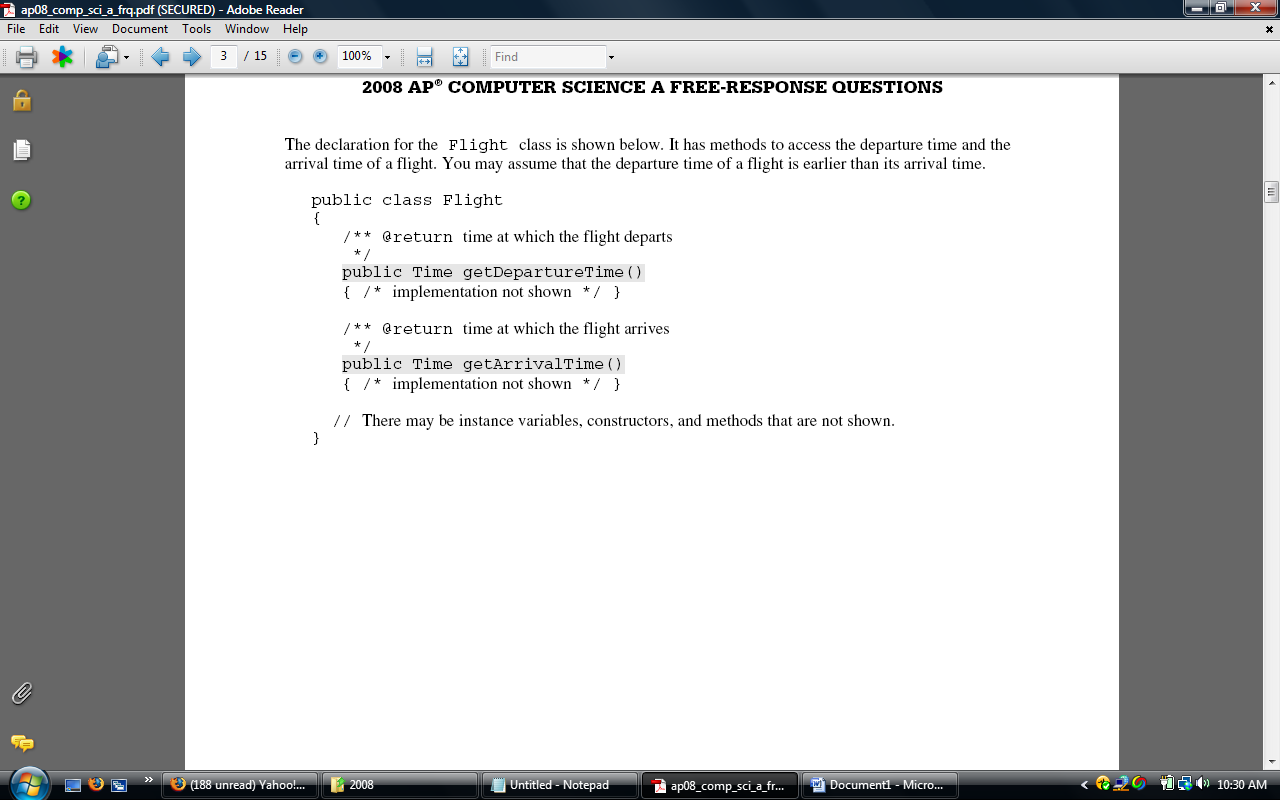 ap08_comp_sci_a_frq.pdf (SECURED) - Adobe Reader
File Edit View Document Tools Window Help
3 / 15 100% Find
2008 AP® COMPUTER SCIENCE A FREE-RESPONSE QUESTIONS
The declaration for the Flight class is shown below. It has methods to access the departure time and the
arrival time of a flight. You may assume that the departure time of a flight is earlier than its arrival time.
public class Flight
{
/** @return time at which the flight departs
*/
public Time getDepartureTime()
{ /* implementation not shown */ }
/** @return time at which the flight arrives
*/
public Time getArrivalTime()
{ /* implementation not shown */ }
// There may be instance variables, constructors, and methods that are not shown.
}
(188 unread) Yahoo!... 2008 Untitled - Notepad ap08_comp_sci_a_fr... Document1 - Micro... 10:30 AM